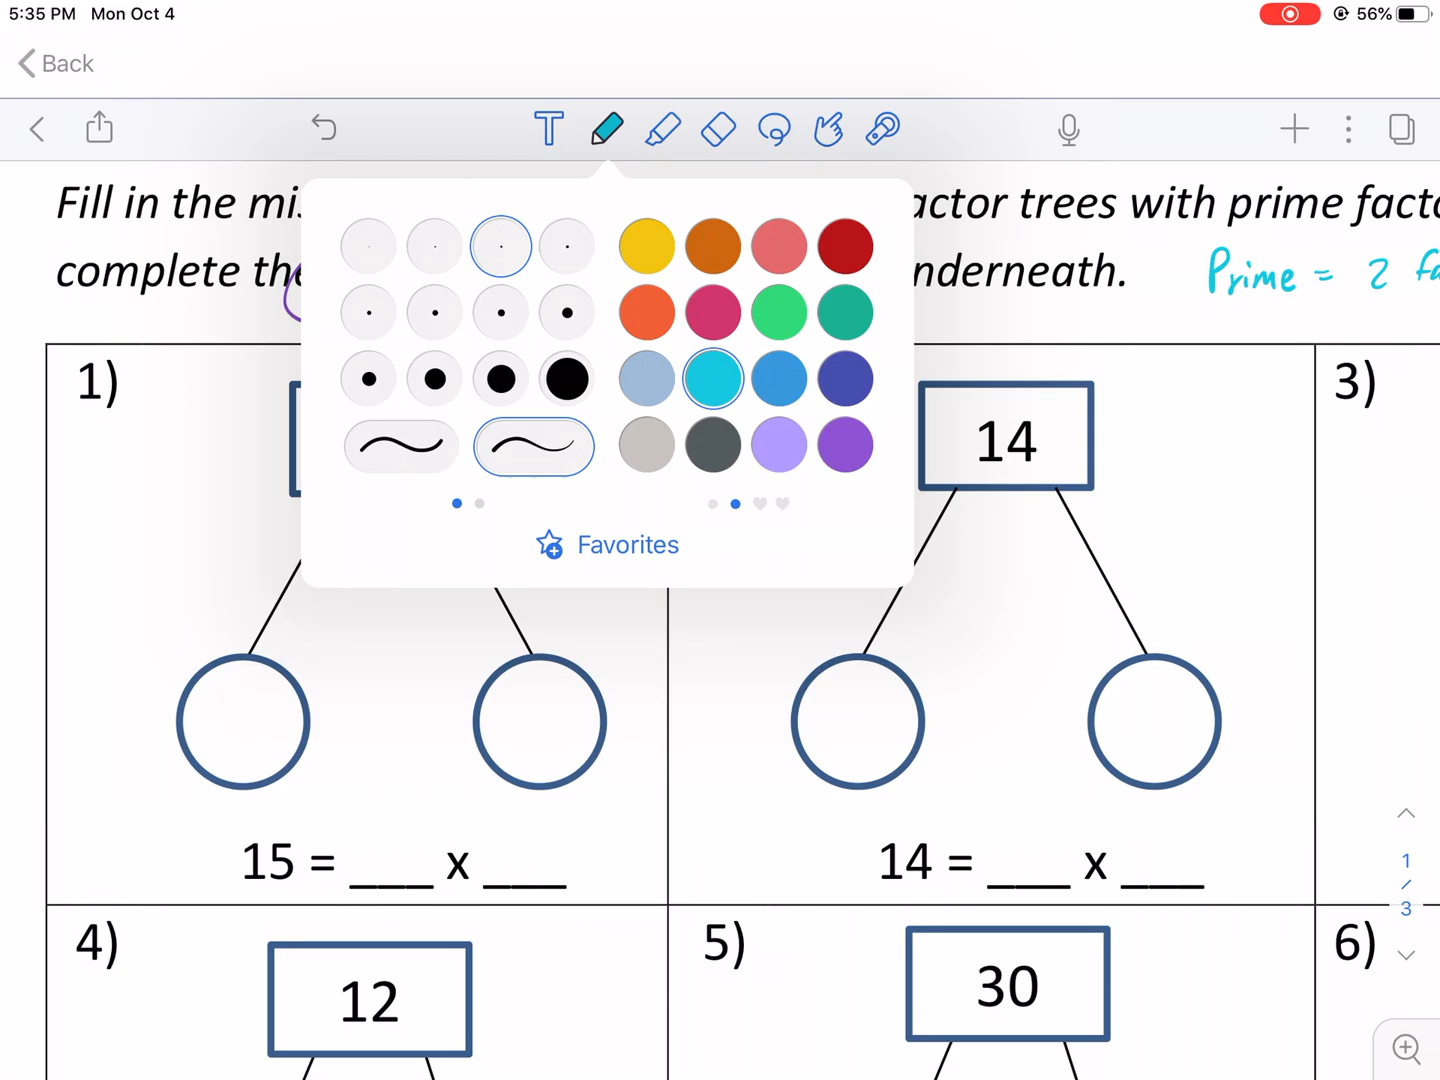 5:35 PM Mon Oct 4
56%
Back
T
Fill in the mis actor trees with prime facto
complete the nderneath. Prime = 2 fa
1)
14
3)
15 = ___ x ___
14 = ___ x ___
4)
12
5)
30
6)
1
/
3
Favorites